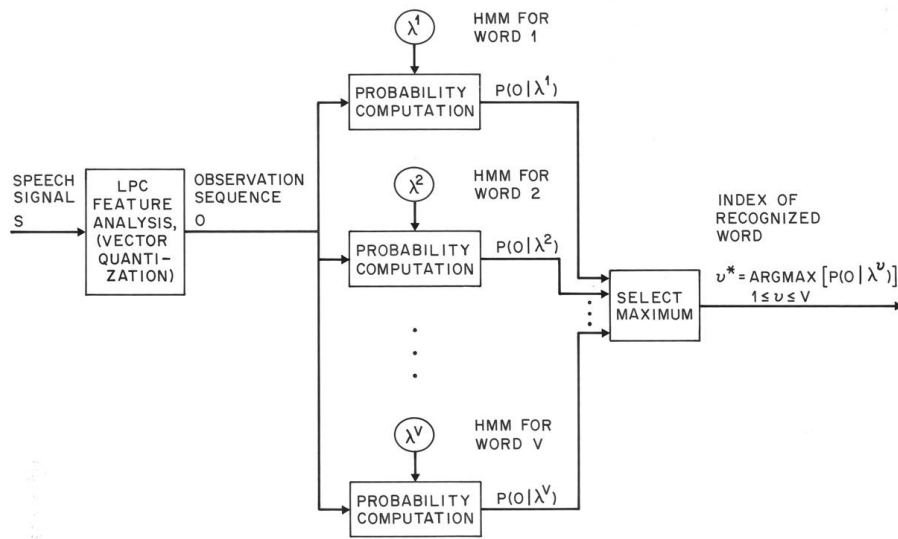 λ¹
HMM FOR
WORD 1
PROBABILITY
COMPUTATION
P(O|λ¹)
SPEECH
SIGNAL
S
LPC
FEATURE
ANALYSIS,
(VECTOR
QUANTI-
ZATION)
OBSERVATION
SEQUENCE
O
λ²
HMM FOR
WORD 2
PROBABILITY
COMPUTATION
P(O|λ²)
INDEX OF
RECOGNIZED
WORD
SELECT
MAXIMUM
υ* = ARGMAX [P(O|λ^υ)]
1 ≤ υ ≤ V
λ^V
HMM FOR
WORD V
PROBABILITY
COMPUTATION
P(O|λ^V)